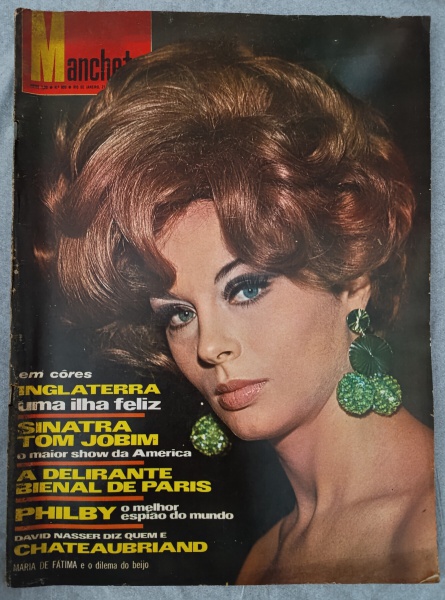 Manchet
em côres
INGLATERRA
uma ilha feliz
SINATRA
TOM JOBIM
o maior show da América
A DELIRANTE
BIENAL DE PARIS
PHILBY o melhor
espião do mundo
DAVID NASSER DIZ QUEM É
CHATEAUBRIAND
MARIA DE FÁTIMA e o dilema do beijo